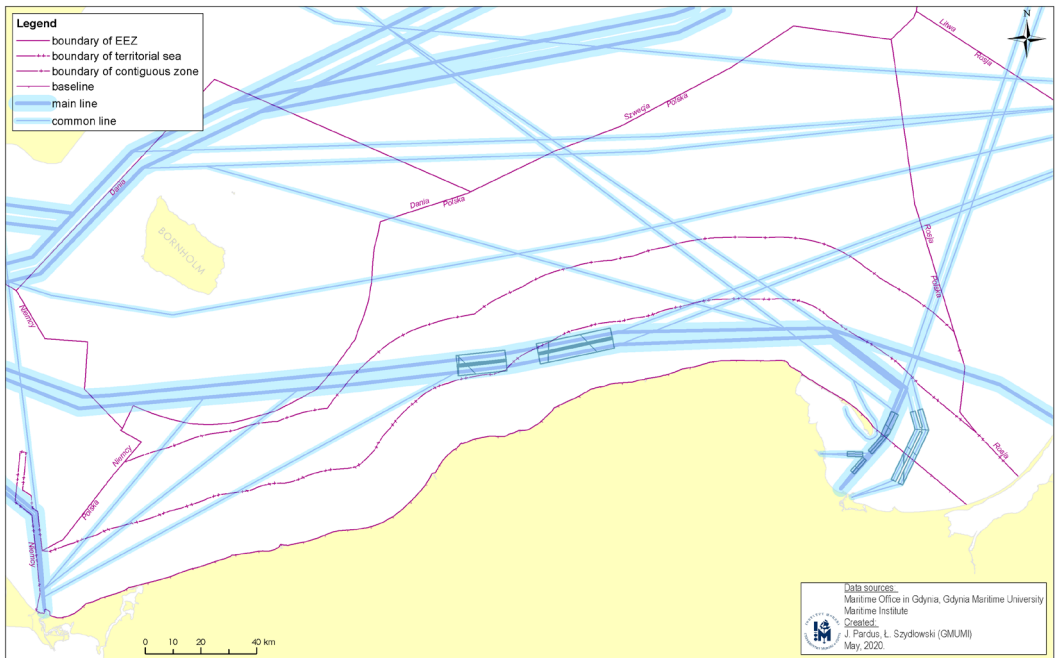 Legend
boundary of EEZ
boundary of territorial sea
boundary of contiguous zone
baseline
main line
common line
N
Litwa
Rosja
Szwecja
Polska
Dania
Dania
Polska
BORNHOLM
Rosja
Polska
Niemcy
Niemcy
Polska
Rosja
Niemcy
0 10 20 40 km
Data sources:
Maritime Office in Gdynia, Gdynia Maritime University
Maritime Institute
Created:
J. Pardus, Ł. Szydłowski (GMUMI)
May, 2020.